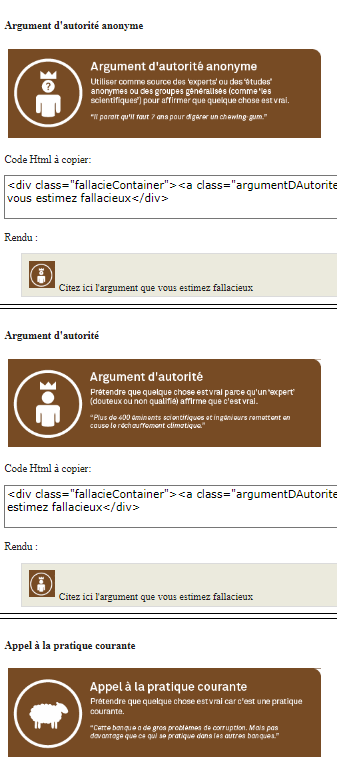 Argument d'autorité anonyme
Argument d'autorité anonyme
Utiliser comme source des 'experts' ou des 'études'
anonymes ou des groupes généralisés (comme 'les
scientifiques') pour affirmer que quelque chose est vrai.
"Il paraît qu'il faut 7 ans pour digérer un chewing-gum."
Code Html à copier:
<div class="fallacieContainer"><a class="argumentDAutorite
vous estimez fallacieux</div>
Rendu :
Citez ici l'argument que vous estimez fallacieux
Argument d'autorité
Argument d'autorité
Prétendre que quelque chose est vrai parce qu'un 'expert'
(douteux ou non qualifié) affirme que c'est vrai.
"Plus de 400 éminents scientifiques et ingénieurs remettent en
cause le réchauffement climatique."
Code Html à copier:
<div class="fallacieContainer"><a class="argumentDAutorite
estimez fallacieux</div>
Rendu :
Citez ici l'argument que vous estimez fallacieux
Appel à la pratique courante
Appel à la pratique courante
Prétendre que quelque chose est vrai car c'est une pratique
courante.
"Cette banque a de gros problèmes de corruption. Mais pas
davantage que ce qui se pratique dans les autres banques."